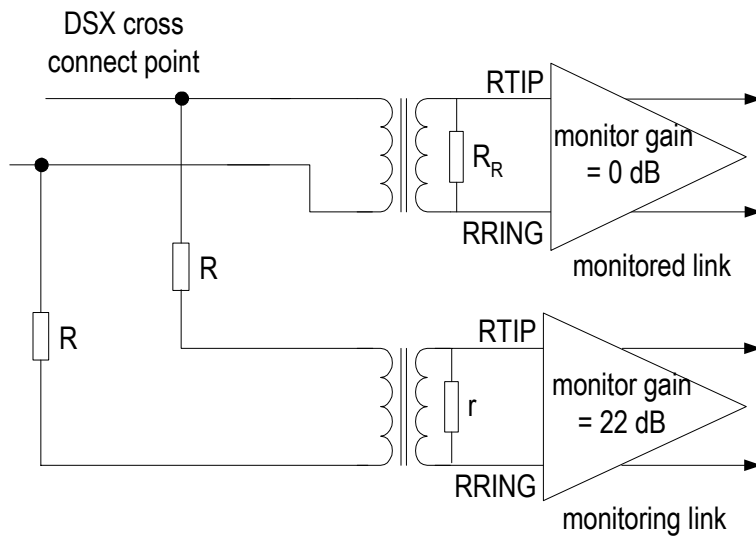 DSX cross
connect point
RTIP
monitor gain
= 0 dB
R_R
RRING
monitored link
R
R
RTIP
monitor gain
= 22 dB
r
RRING
monitoring link